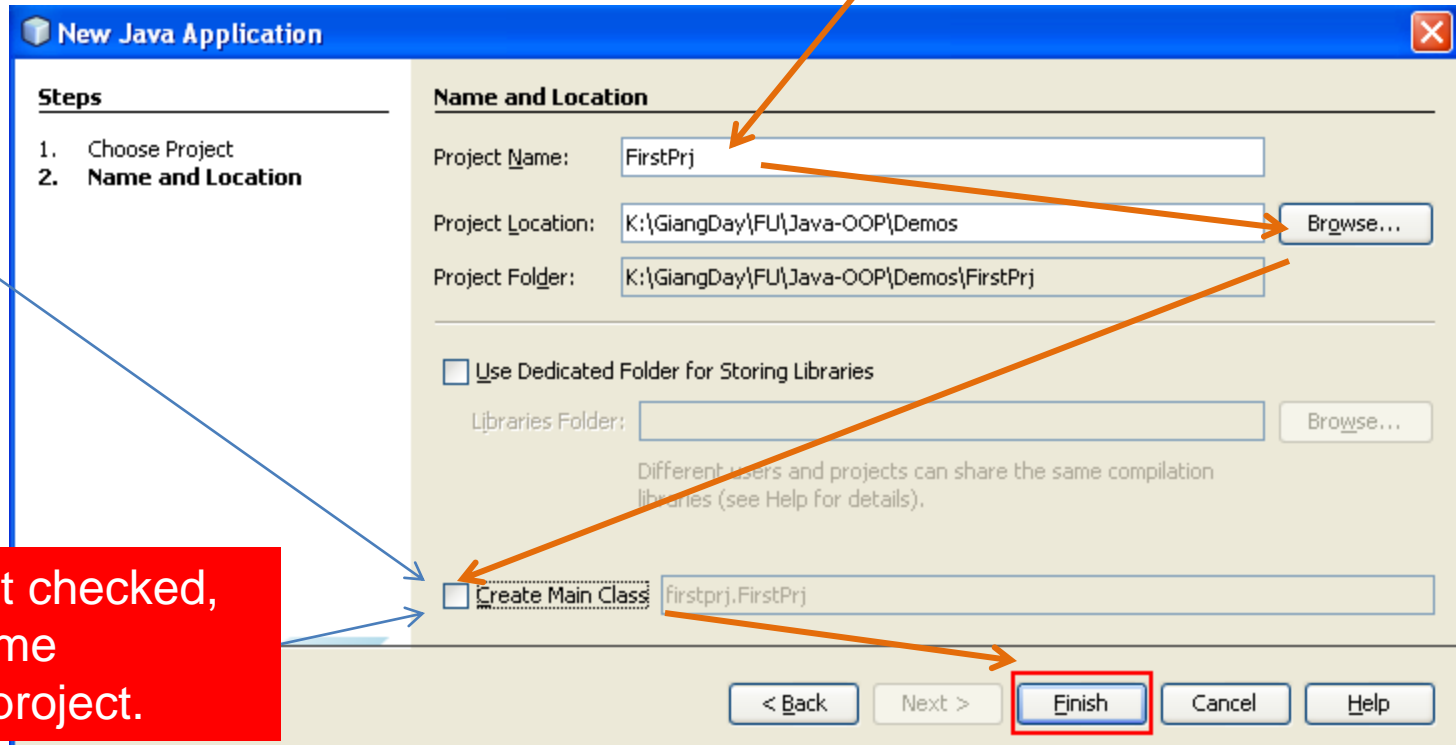 New Java Application
Steps
1. Choose Project
2. Name and Location
Name and Location
Project Name: FirstPrj
Project Location: K:\GiangDay\FU\Java-OOP\Demos Browse...
Project Folder: K:\GiangDay\FU\Java-OOP\Demos\FirstPrj
Use Dedicated Folder for Storing Libraries
Libraries Folder: Browse...
Different users and projects can share the same compilation
libraries (see Help for details).
Create Main Class firstprj.FirstPrj
checked,
project.
< Back Next > Finish Cancel Help